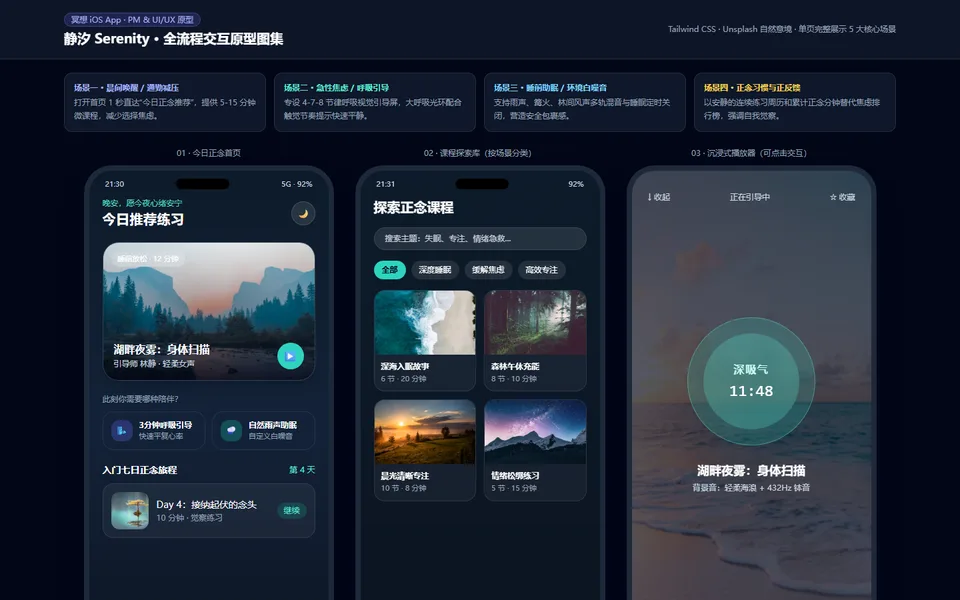 冥想 iOS App · PM & UI/UX 原型
静汐 Serenity • 全流程交互原型图集
Tailwind CSS · Unsplash 自然意境 · 单页完整展示 5 大核心场景
场景一 • 晨间唤醒 / 通勤减压
打开首页 1 秒直达“今日正念推荐”，提供 5-15 分钟
微课程，减少选择焦虑。
场景二 • 急性焦虑 / 呼吸引导
专设 4-7-8 节律呼吸视觉引导屏，大呼吸光环配合
触觉节奏提示快速平静。
场景三 • 睡前助眠 / 环境白噪音
支持雨声、篝火、林间风声多轨混音与睡眠定时关
闭，营造安全包裹感。
场景四 • 正念习惯与正反馈
以安静的连续练习周历和累计正念分钟替代焦虑排
行榜，强调自我觉察。
01 · 今日正念首页
21:30
5G · 92%
晚安，愿今夜心绪安宁
今日推荐练习
睡前放松 · 12 分钟
湖畔夜雾：身体扫描
引导师 林静 · 轻柔女声
此刻你需要哪种陪伴？
3分钟呼吸引导
快速平复心率
自然雨声助眠
自定义白噪音
入门七日正念旅程
第 4 天
Day 4：接纳起伏的念头
10 分钟 · 觉察练习
继续
02 · 课程探索库（按场景分类）
21:31
92%
探索正念课程
搜索主题：失眠、专注、情绪急救...
全部
深度睡眠
缓解焦虑
高效专注
深海入眠故事
6 节 · 20 分钟
森林午休充能
8 节 · 10 分钟
晨光清晰专注
10 节 · 8 分钟
情绪松绑练习
5 节 · 15 分钟
03 · 沉浸式播放器（可点击交互）
↓ 收起
正在引导中
☆ 收藏
深吸气
11:48
湖畔夜雾：身体扫描
背景音：轻柔海浪 + 432Hz 钵音